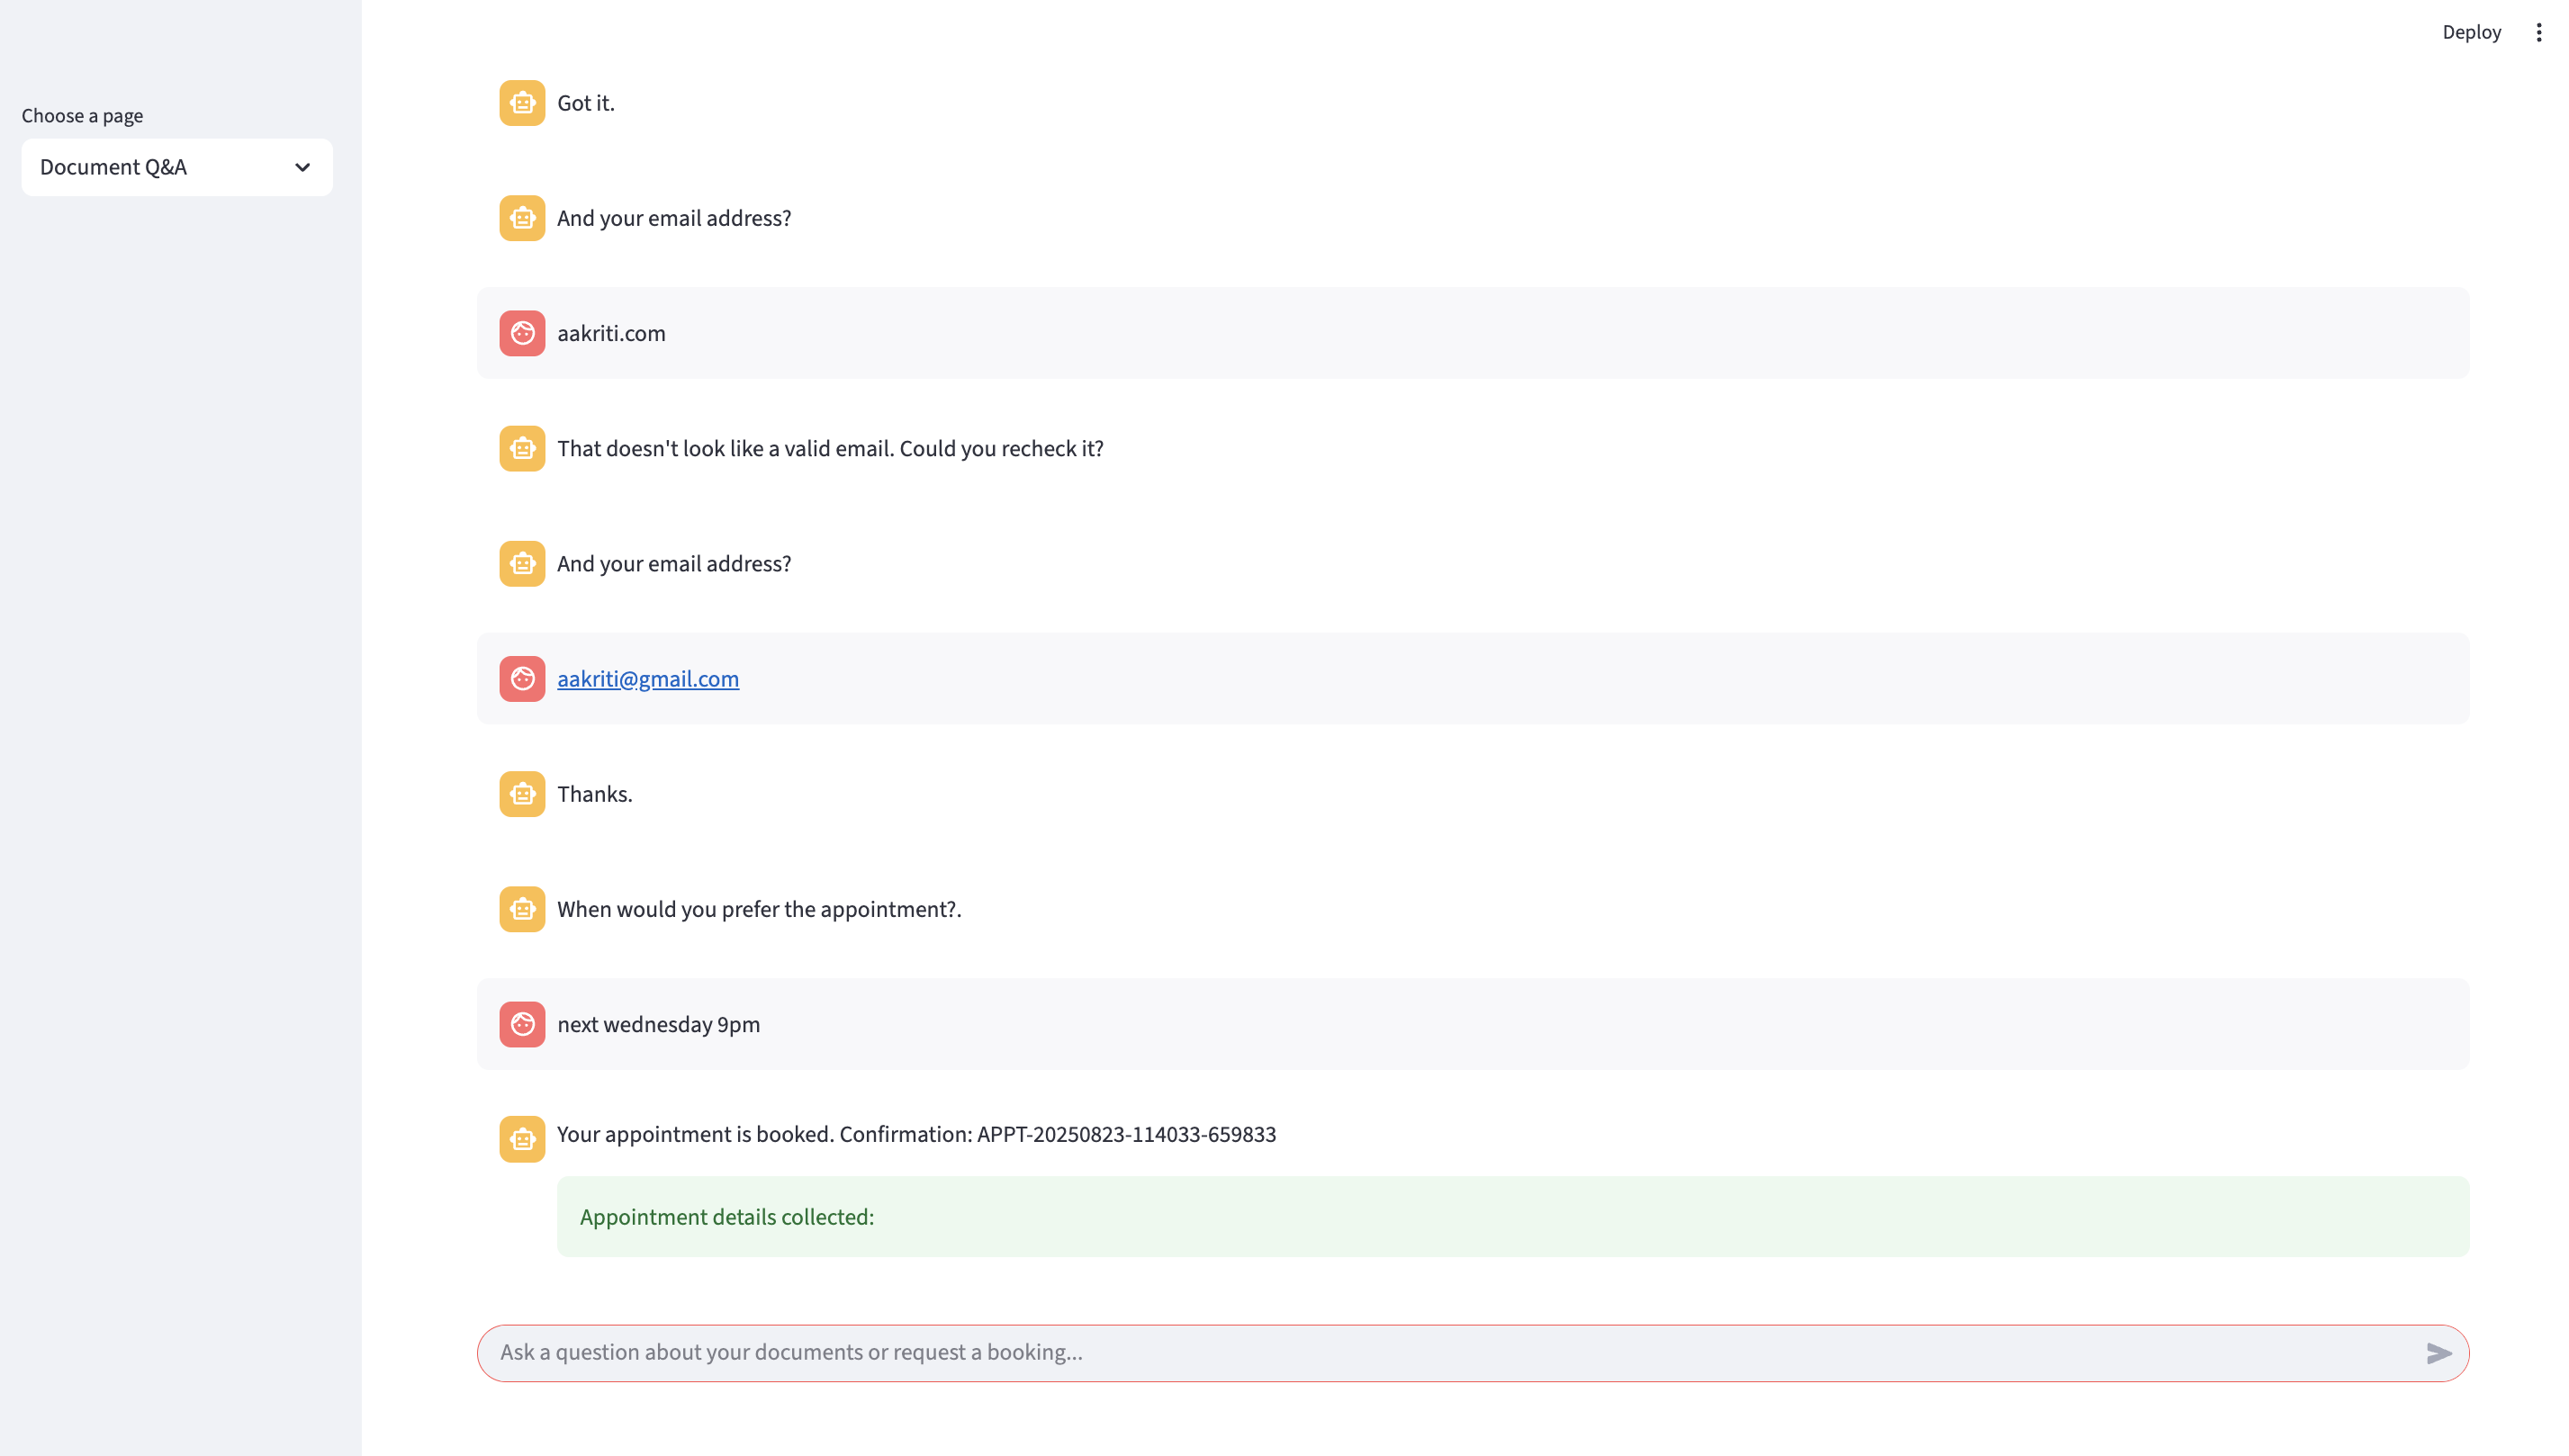 Deploy
Choose a page
Document Q&A
Got it.
And your email address?
aakriti.com
That doesn't look like a valid email. Could you recheck it?
And your email address?
aakriti@gmail.com
Thanks.
When would you prefer the appointment?.
next wednesday 9pm
Your appointment is booked. Confirmation: APPT-20250823-114033-659833
Appointment details collected:
Ask a question about your documents or request a booking...